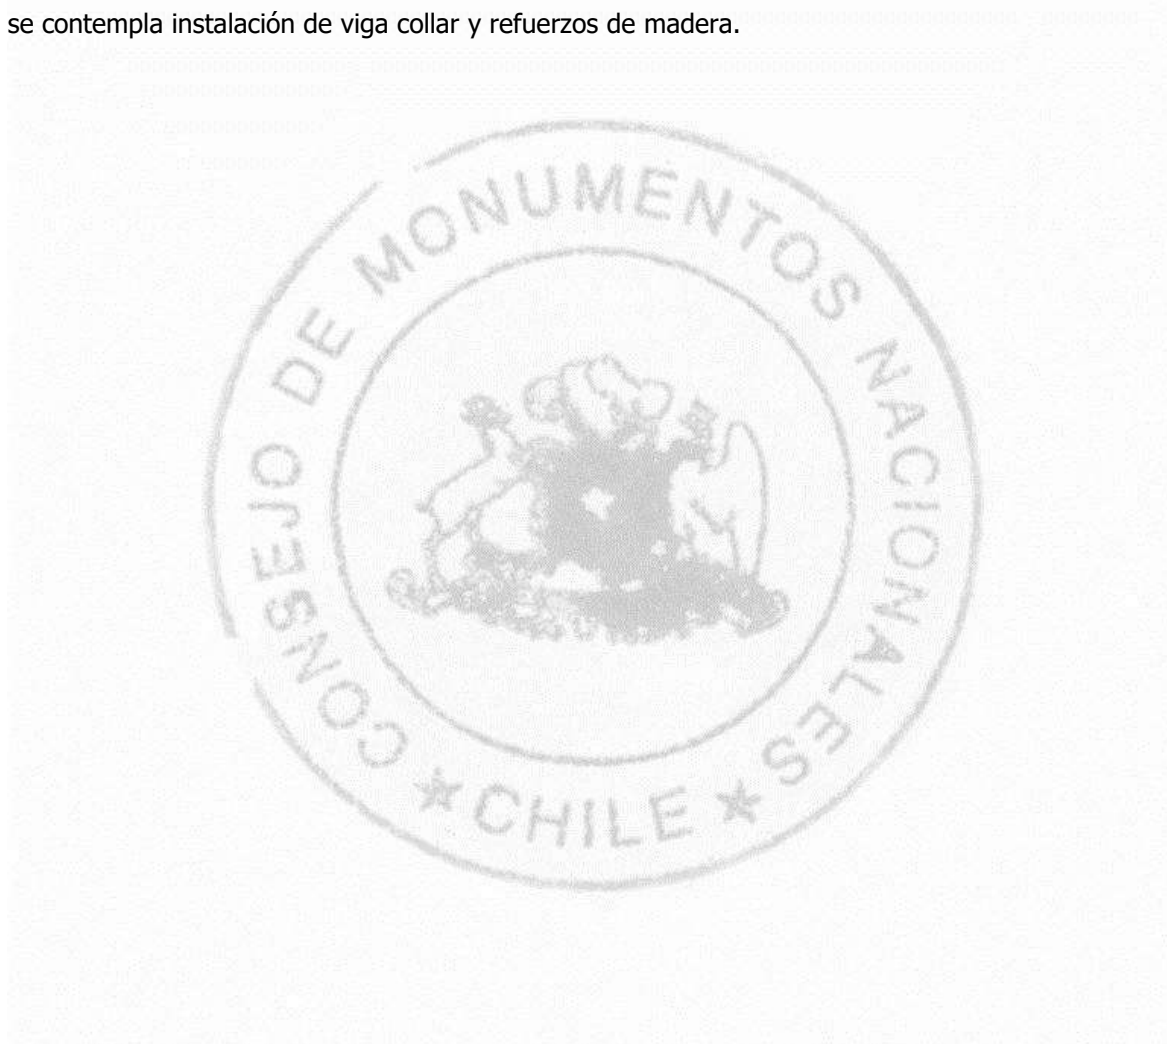 se contempla instalación de viga collar y refuerzos de madera.
CONSEJO DE MONUMENTOS NACIONALES
★ CHILE ★